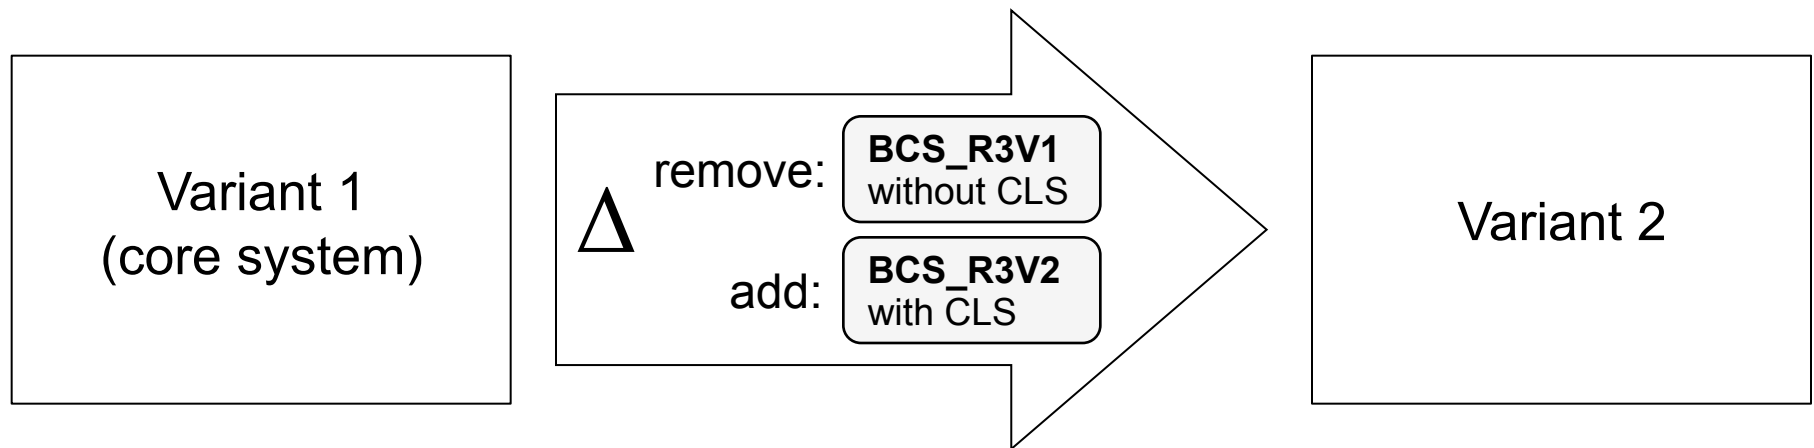 Variant 1
(core system)
Δ
remove:
BCS_R3V1
without CLS
add:
BCS_R3V2
with CLS
Variant 2